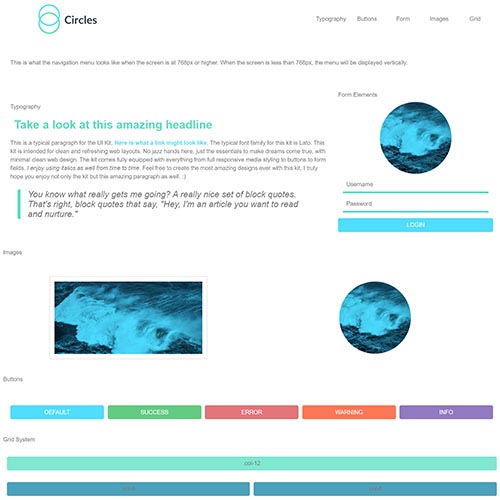 Circles
Typography Buttons Form Images Grid
This is what the navigation menu looks like when the screen is at 768px or higher. When the screen is less than 768px, the menu will be displayed vertically.
Typography
Take a look at this amazing headline
This is a typical paragraph for the UI Kit. Here is what a link might look like. The typical font family for this kit is Lato. This
kit is intended for clean and refreshing web layouts. No jazz hands here, just the essentials to make dreams come true, with
minimal clean web design. The kit comes fully equipped with everything from full responsive media styling to buttons to form
fields. I enjoy using italics as well from time to time. Feel free to create the most amazing designs ever with this kit. I truly
hope you enjoy not only the kit but this amazing paragraph as well. :)
You know what really gets me going? A really nice set of block quotes.
That's right, block quotes that say, "Hey, I'm an article you want to read
and nurture."
Form Elements
Username
Password
LOGIN
Images
Buttons
DEFAULT SUCCESS ERROR WARNING INFO
Grid System
col-12